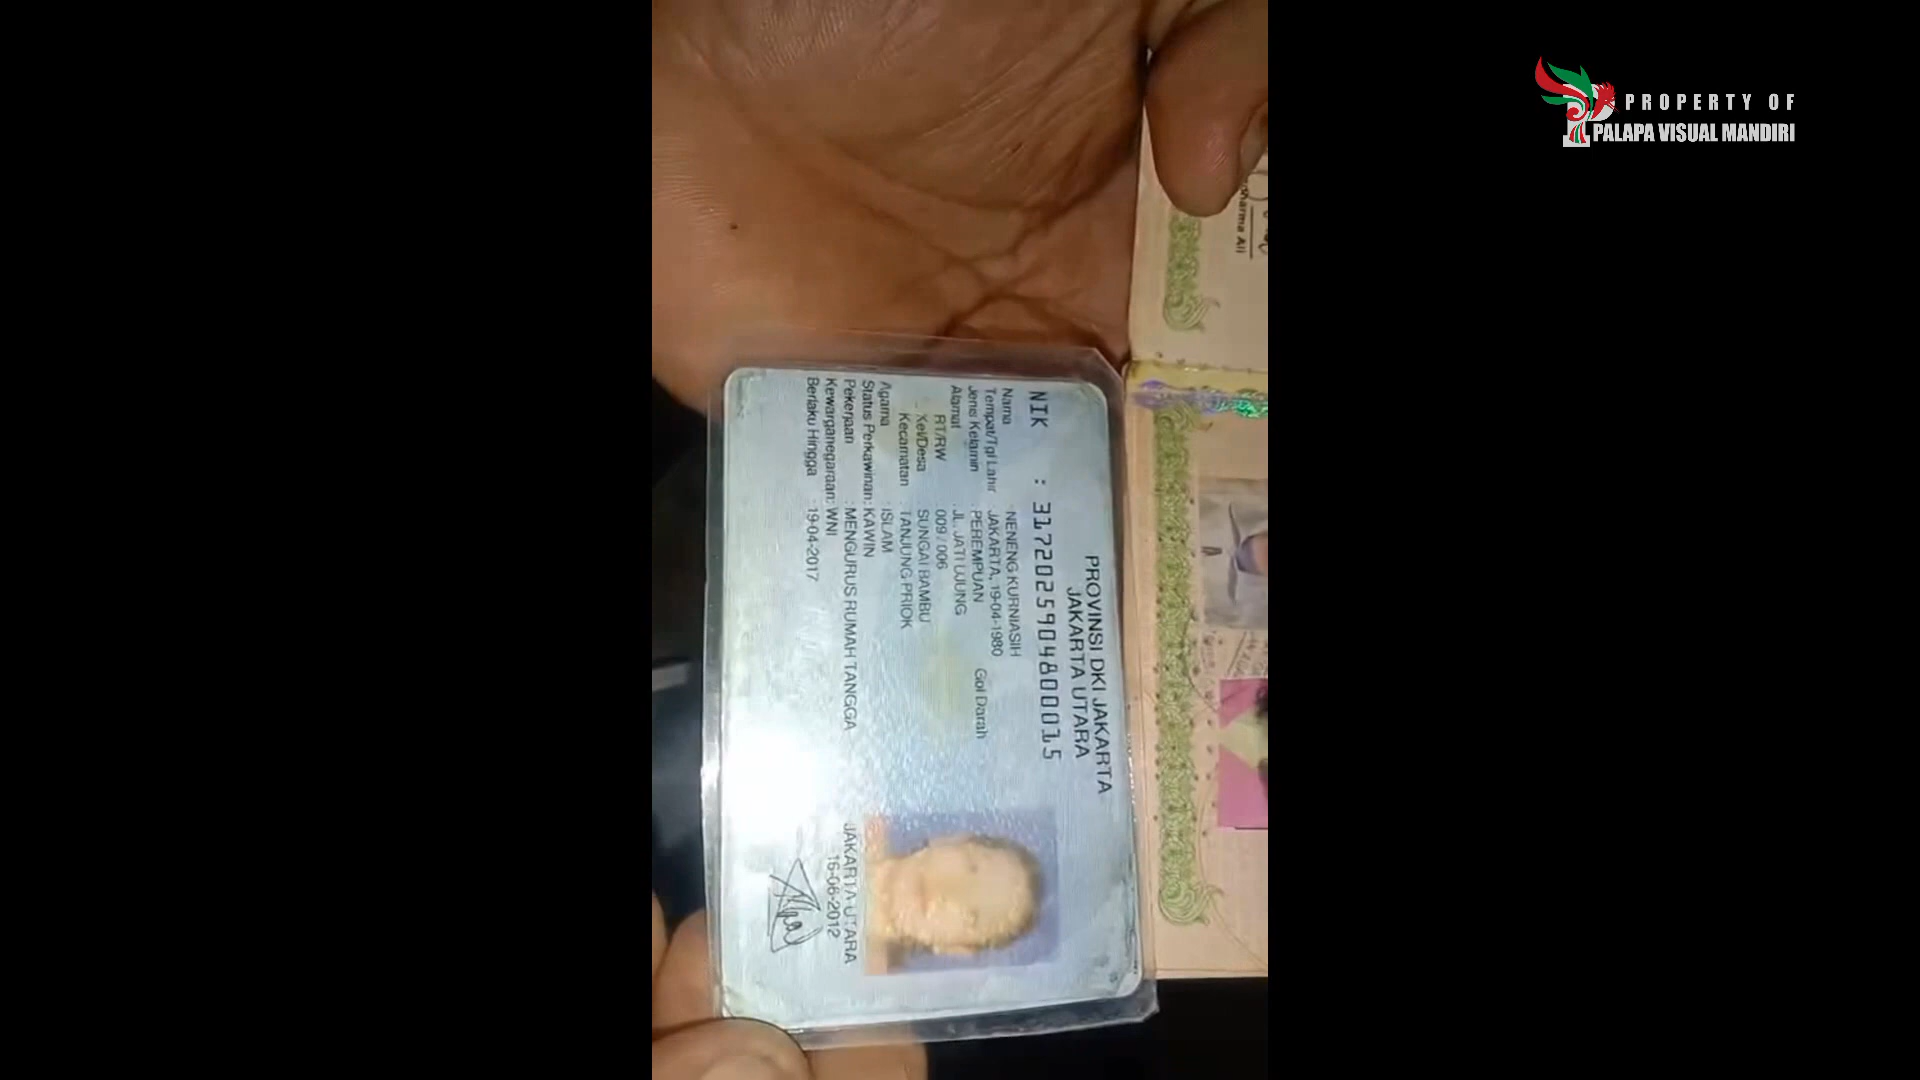 PROPERTY OF
PALAPA VISUAL MANDIRI
PROVINSI DKI JAKARTA
JAKARTA UTARA
NIK : 3172025904800015
Nama : NENENG KURNIASIH
Tempat/Tgl Lahir : JAKARTA, 19-04-1980
Jenis Kelamin : PEREMPUAN Gol Darah
Alamat : JL. JATI UJUNG
RT/RW : 009 / 006
Kel/Desa : SUNGAI BAMBU
Kecamatan : TANJUNG PRIOK
Agama : ISLAM
Status Perkawinan: KAWIN
Pekerjaan : MENGURUS RUMAH TANGGA
Kewarganegaraan: WNI
Berlaku Hingga : 19-04-2017
JAKARTA UTARA
16-06-2012
Ali